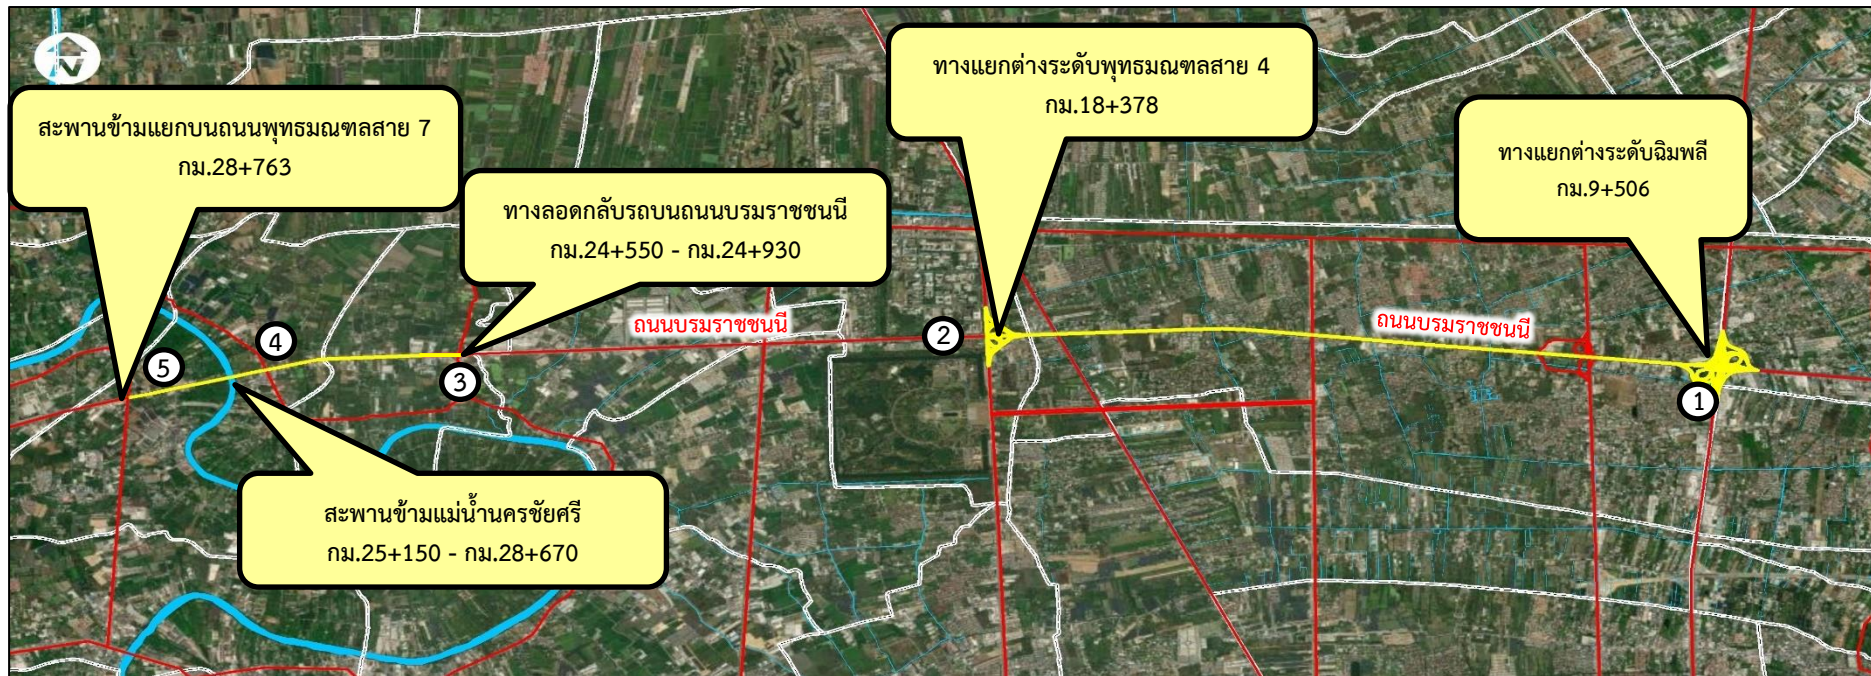 สะพานข้ามแยกบนถนนพุทธมณฑลสาย 7
กม.28+763
ทางลอดกลับรถบนถนนบรมราชชนนี
กม.24+550 - กม.24+930
ทางแยกต่างระดับพุทธมณฑลสาย 4
กม.18+378
ทางแยกต่างระดับฉิมพลี
กม.9+506
ถนนบรมราชชนนี
ถนนบรมราชชนนี
5
4
3
2
1
สะพานข้ามแม่น้ำนครชัยศรี
กม.25+150 - กม.28+670